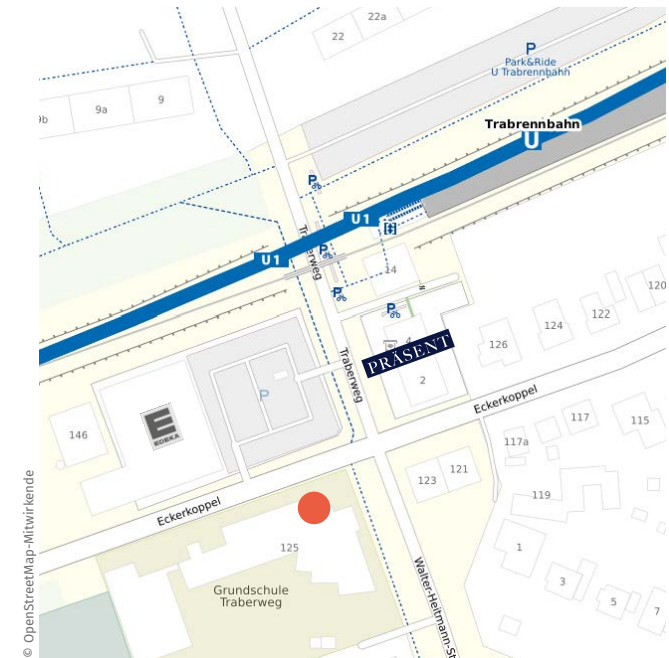 22a
22
P
Park&Ride
U Trabrennbahn
9
9a
9b
Trabrennbahn
U
P
U1
P
U1
Traberweg
14
P
8
P
120
122
124
126
4
PRÄSENT
2
Traberweg
P
EDEKA
146
Eckerkoppel
117
115
117a
121
123
119
Eckerkoppel
125
1
Grundschule
Traberweg
3
5
7
Walter-Heitmann-St
© OpenStreetMap-Mitwirkende